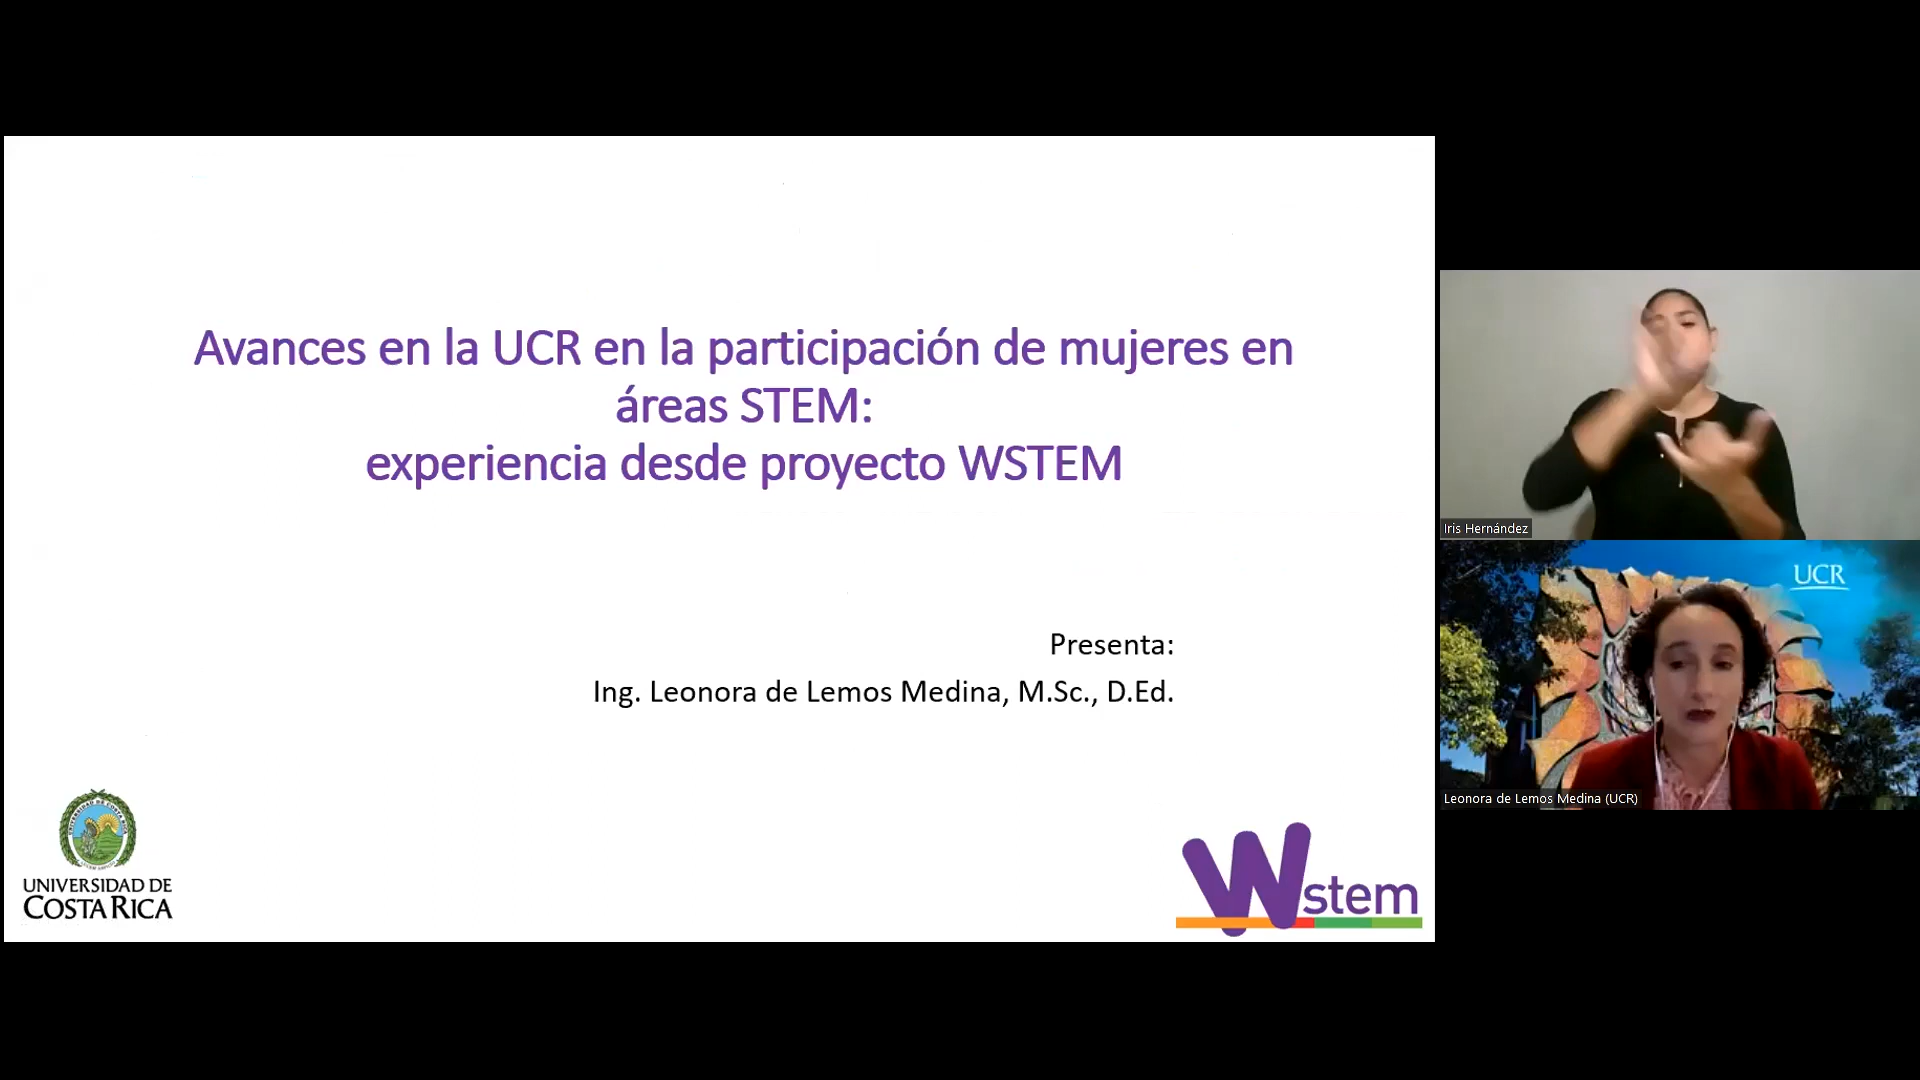 Avances en la UCR en la participación de mujeres en
áreas STEM:
experiencia desde proyecto WSTEM
Presenta:
Ing. Leonora de Lemos Medina, M.Sc., D.Ed.
UNIVERSIDAD DE
COSTA RICA
Wstem
Iris Hernández
UCR
Leonora de Lemos Medina (UCR)